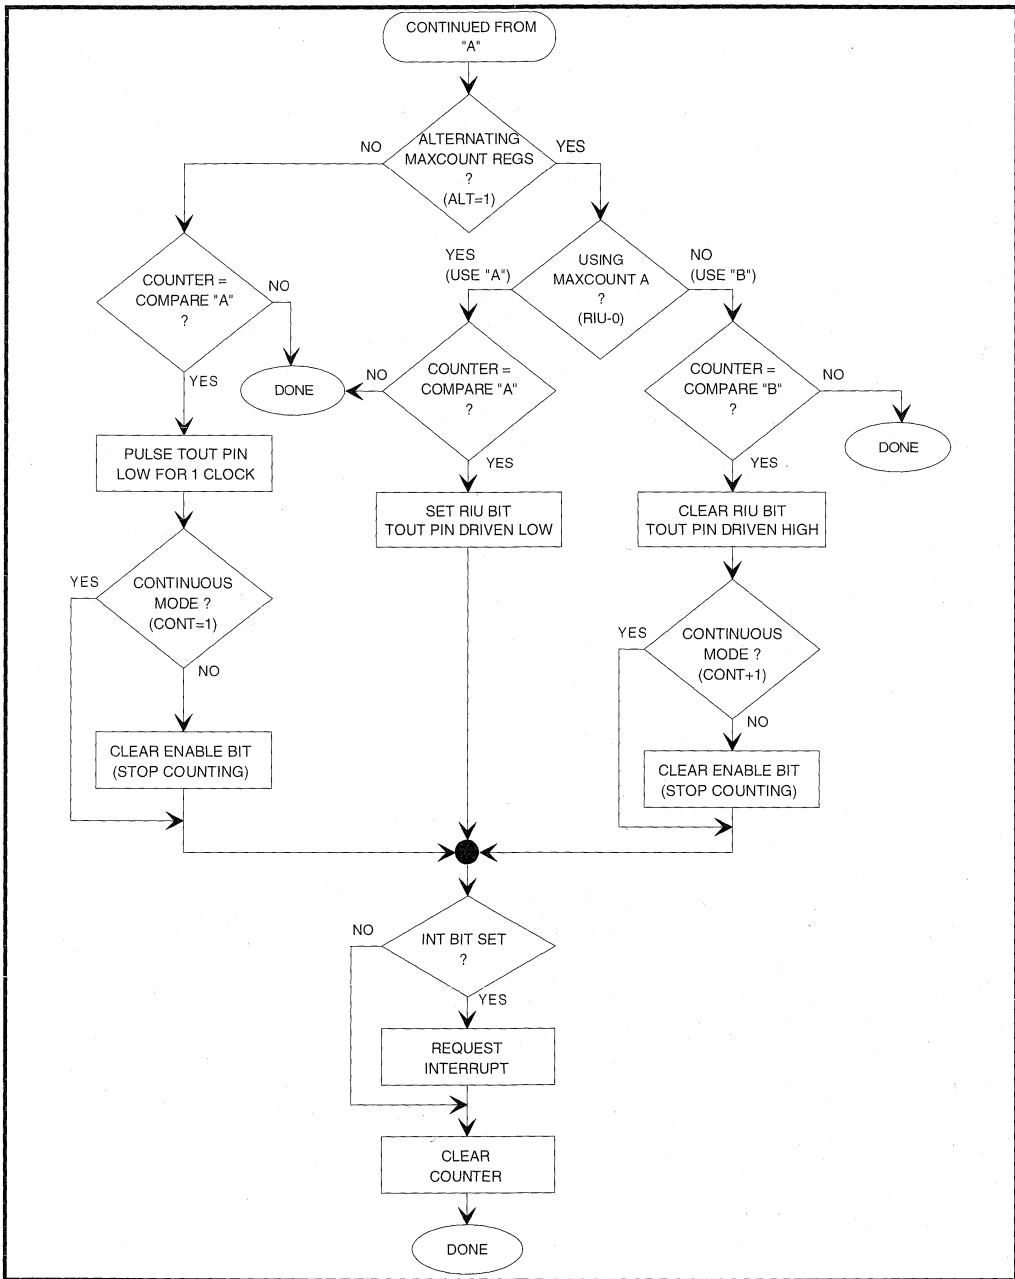 CONTINUED FROM
"A"
ALTERNATING
MAXCOUNT REGS
?
(ALT=1)
NO
YES
USING
MAXCOUNT A
?
(RIU-0)
YES
(USE "A")
NO
(USE "B")
COUNTER =
COMPARE "A"
?
NO
YES
DONE
COUNTER =
COMPARE "A"
?
NO
YES
COUNTER =
COMPARE "B"
?
NO
YES
DONE
PULSE TOUT PIN
LOW FOR 1 CLOCK
SET RIU BIT
TOUT PIN DRIVEN LOW
CLEAR RIU BIT
TOUT PIN DRIVEN HIGH
YES
CONTINUOUS
MODE ?
(CONT=1)
NO
YES
CONTINUOUS
MODE ?
(CONT+1)
NO
CLEAR ENABLE BIT
(STOP COUNTING)
CLEAR ENABLE BIT
(STOP COUNTING)
NO
INT BIT SET
?
YES
REQUEST
INTERRUPT
CLEAR
COUNTER
DONE